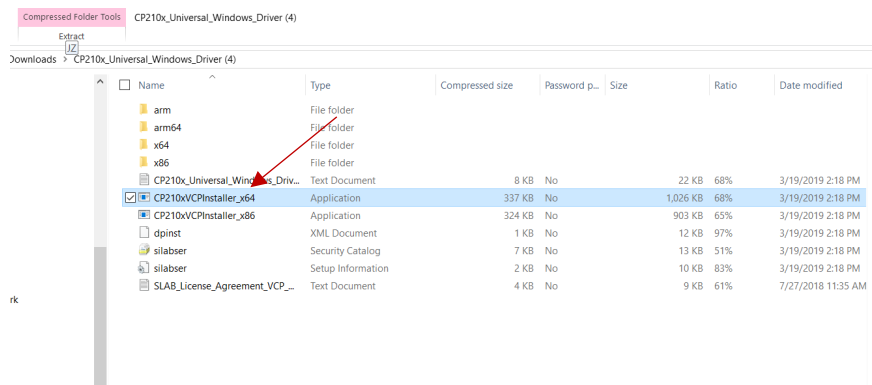 Compressed Folder Tools CP210x_Universal_Windows_Driver (4)
Extract
JZ
Downloads > CP210x_Universal_Windows_Driver (4)
Name Type Compressed size Password p... Size Ratio Date modified
arm File folder
arm64 File folder
x64 File folder
x86 File folder
CP210x_Universal_Windows_Driv... Text Document 8 KB No 22 KB 68% 3/19/2019 2:18 PM
CP210xVCPInstaller_x64 Application 337 KB No 1,026 KB 68% 3/19/2019 2:18 PM
CP210xVCPInstaller_x86 Application 324 KB No 903 KB 65% 3/19/2019 2:18 PM
dpinst XML Document 1 KB No 12 KB 97% 3/19/2019 2:18 PM
silabser Security Catalog 7 KB No 13 KB 51% 3/19/2019 2:18 PM
silabser Setup Information 2 KB No 10 KB 83% 3/19/2019 2:18 PM
SLAB_License_Agreement_VCP_... Text Document 4 KB No 9 KB 61% 7/27/2018 11:35 AM
rk